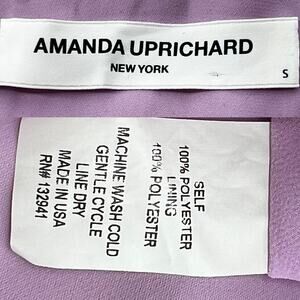 AMANDA UPRICHARD
NEW YORK
S
SELF
100% POLYESTER
LINING
100% POLYESTER
MACHINE WASH COLD
GENTLE CYCLE
LINE DRY
MADE IN USA
RN# 132941